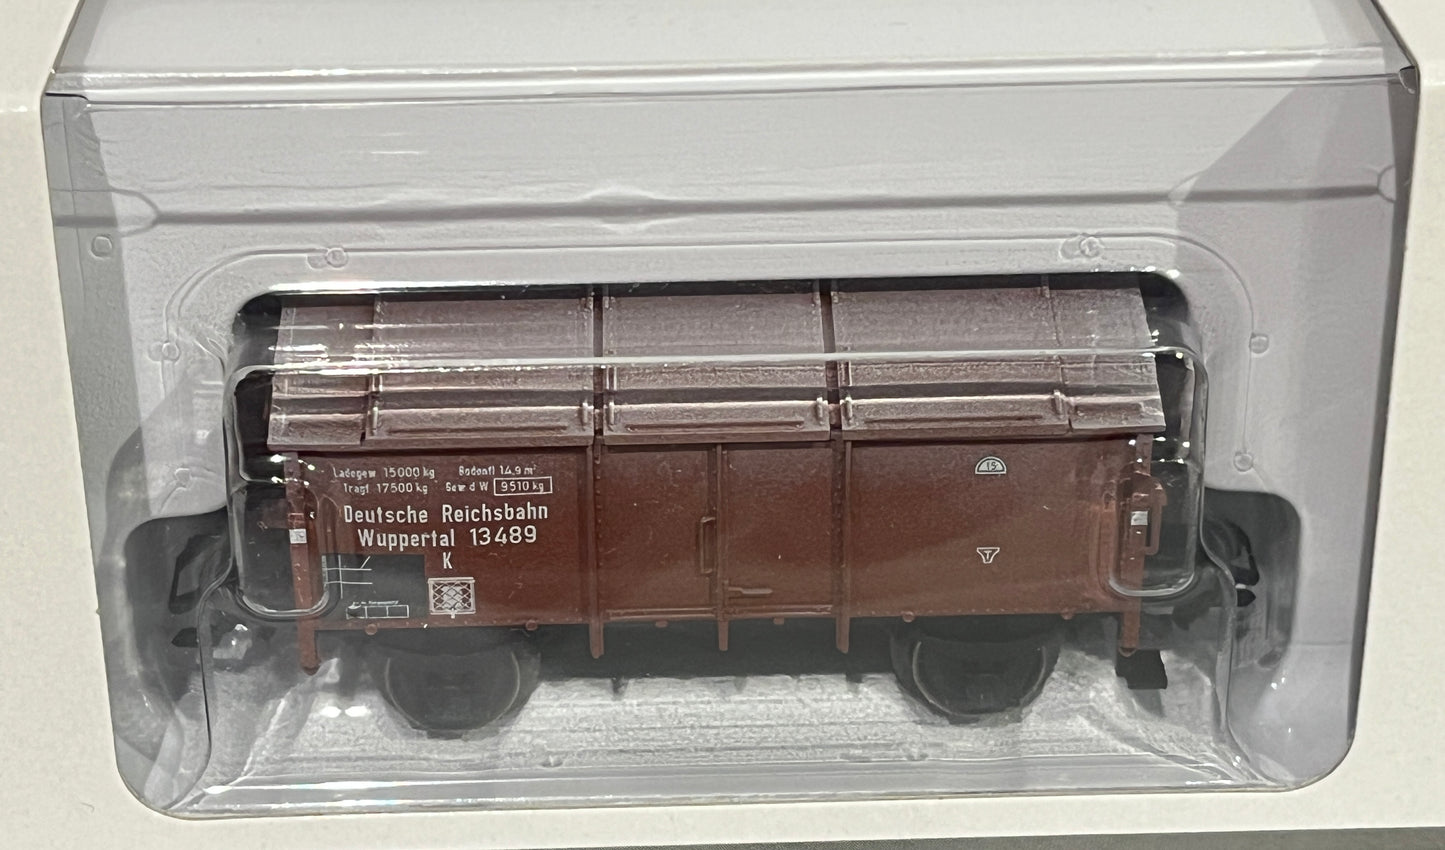 Ladegew 15000 kg Bodenfl 14,9 m²
Tragf 17500 kg Gew d W 9510 kg
Deutsche Reichsbahn
Wuppertal 13489
K
T